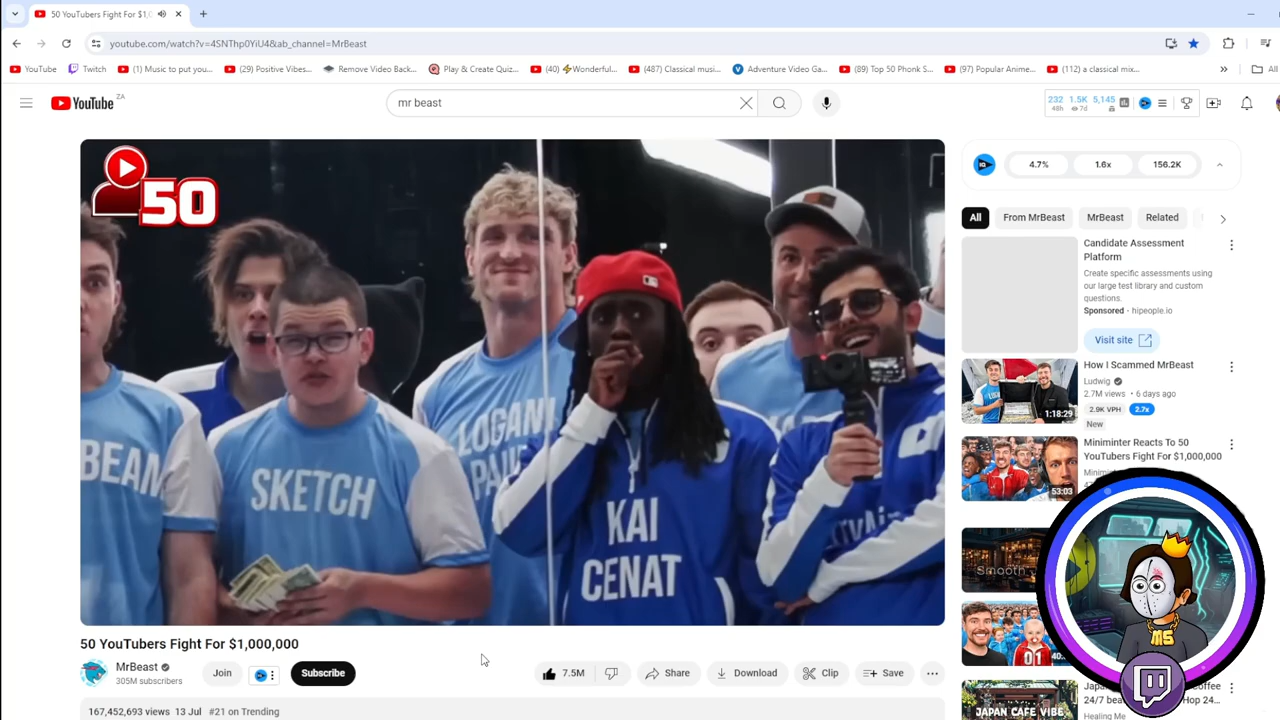 50 YouTubers Fight For $1,(
youtube.com/watch?v=4SNThp0YiU4&ab_channel=MrBeast
YouTube
Twitch
(1) Music to put you...
(29) Positive Vibes...
Remove Video Back...
Play & Create Quiz...
(40) ⚡Wonderful...
(487) Classical musi...
Adventure Video Ga...
(89) Top 50 Phonk S...
(97) Popular Anime...
(112) a classical mix...
»
All
YouTube ZA
mr beast
232 1.5K 5,145
48h 7d
50
4.7%
1.6x
156.2K
All
From MrBeast
MrBeast
Related
Candidate Assessment
Platform
Create specific assessments using
our large test library and custom
questions.
Sponsored · hipeople.io
Visit site
How I Scammed MrBeast
Ludwig
2.7M views · 6 days ago
2.9K VPH 2.7x
New
1:18:29
Miniminter Reacts To 50
YouTubers Fight For $1,000,000
53:03
Smooth
01
JAPAN CAFE VIBE
24/7 
Healing Me
BEAM
SKETCH
LOGAN
PAUL
KAI
CENAT
MS
50 YouTubers Fight For $1,000,000
MrBeast
305M subscribers
Join
Subscribe
7.5M
Share
Download
Clip
Save
167,452,693 views 13 Jul #21 on Trending